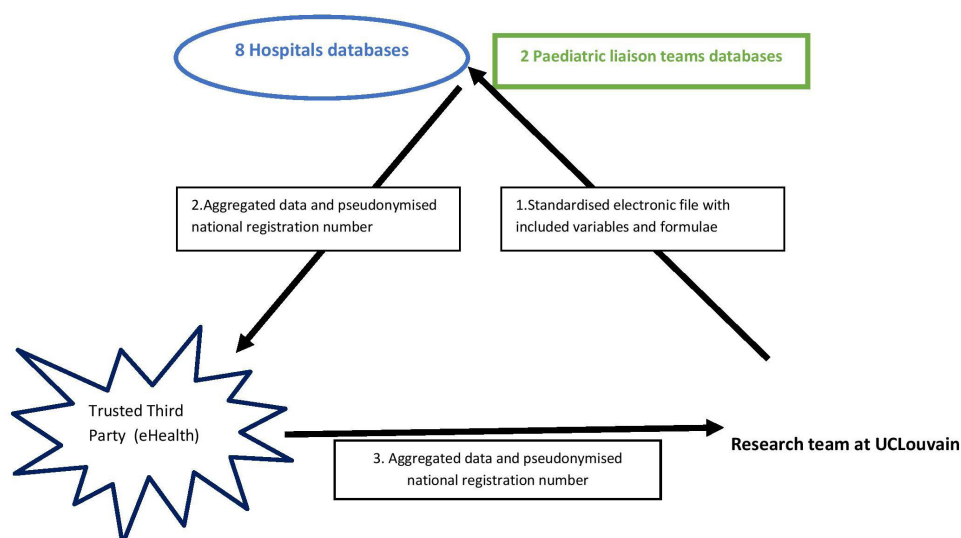 8 Hospitals databases
2 Paediatric liaison teams databases
2.Aggregated data and pseudonymised
national registration number
1.Standardised electronic file with
included variables and formulae
Trusted Third
Party (eHealth)
Research team at UCLouvain
3. Aggregated data and pseudonymised
national registration number